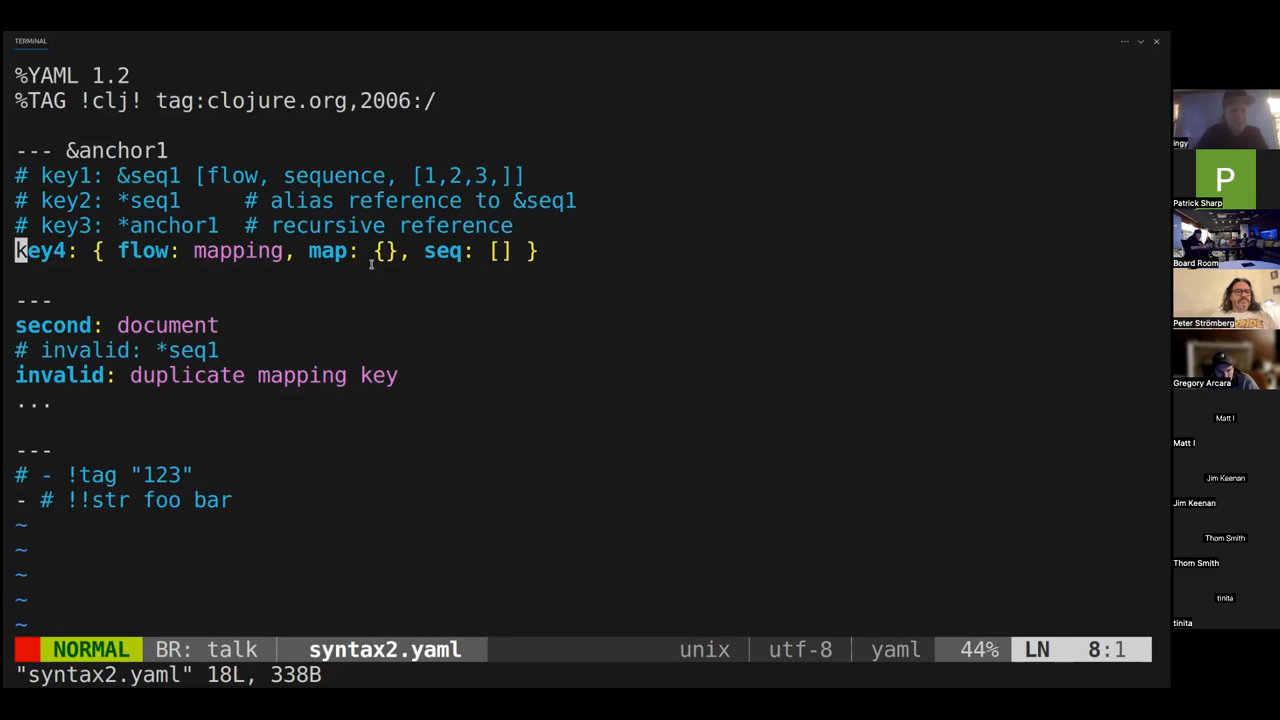 TERMINAL
%YAML 1.2
%TAG !clj! tag:clojure.org,2006:/
--- &anchor1
# key1: &seq1 [flow, sequence, [1,2,3,]]
# key2: *seq1     # alias reference to &seq1
# key3: *anchor1  # recursive reference
key4: { flow: mapping, map: {}, seq: [] }
---
second: document
# invalid: *seq1
invalid: duplicate mapping key
...
---
# - !tag "123"
- # !!str foo bar
~
~
~
~
~
NORMAL BR: talk syntax2.yaml unix utf-8 yaml 44% LN 8:1
"syntax2.yaml" 18L, 338B
ingy
P
Patrick Sharp
Board Room
Peter Strömberg
Gregory Arcara
Matt I
Matt I
Jim Keenan
Jim Keenan
Thom Smith
Thom Smith
tinita
tinita